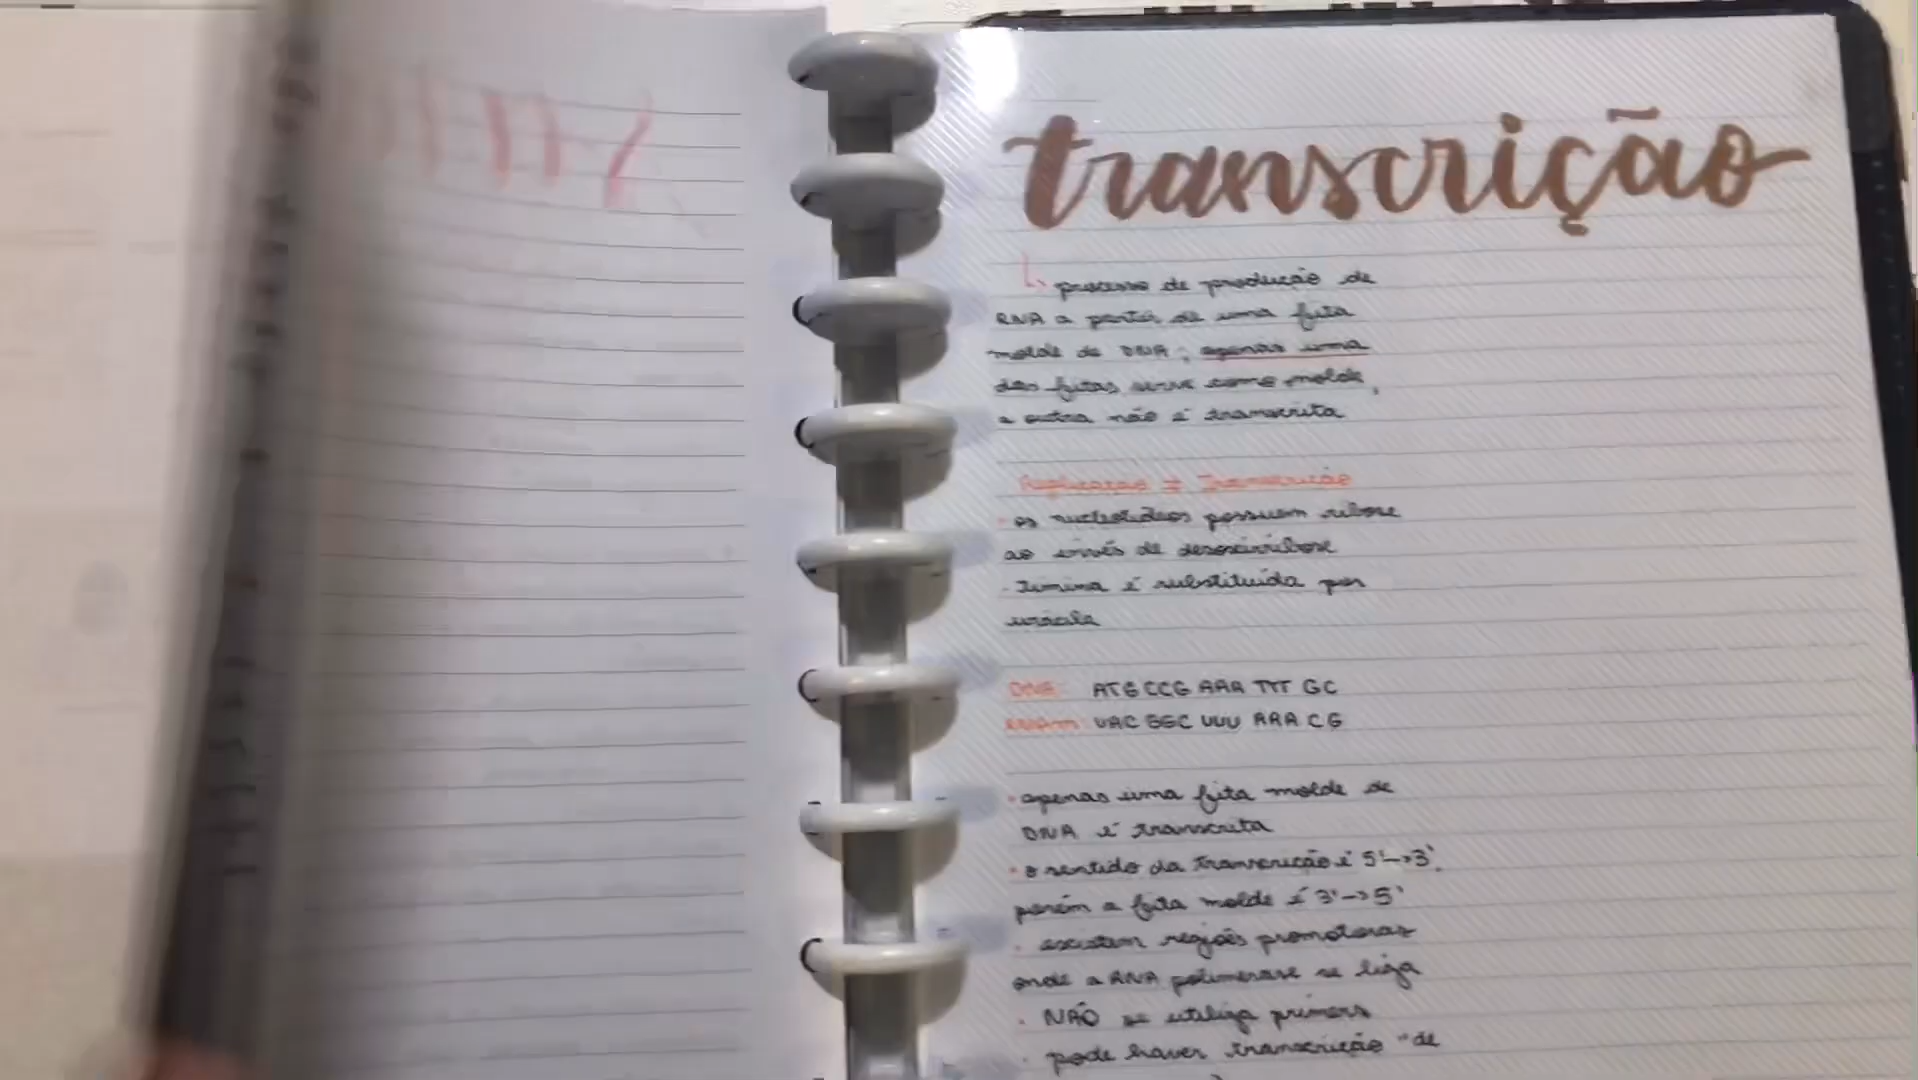 transcrição
↳ processo de produção de
RNA a partir de uma fita
molde de DNA; apenas uma
das fitas serve como molde,
a outra não é transcrita
Replicação ≠ Transcrição
· os nucleotídeos possuem ribose
ao invés de desoxirribose
· Timina é substituída por
uracila
DNA: ATG CCG AAA TTT GC
RNAm: UAC GGC UUU AAA CG
· apenas uma fita molde de
DNA é transcrita
· o sentido da transcrição é 5'->3',
porém a fita molde é 3'->5'
· existem regiões promotoras
onde a RNA polimerase se liga
· NÃO se utiliza primers
· pode haver transcrição "de